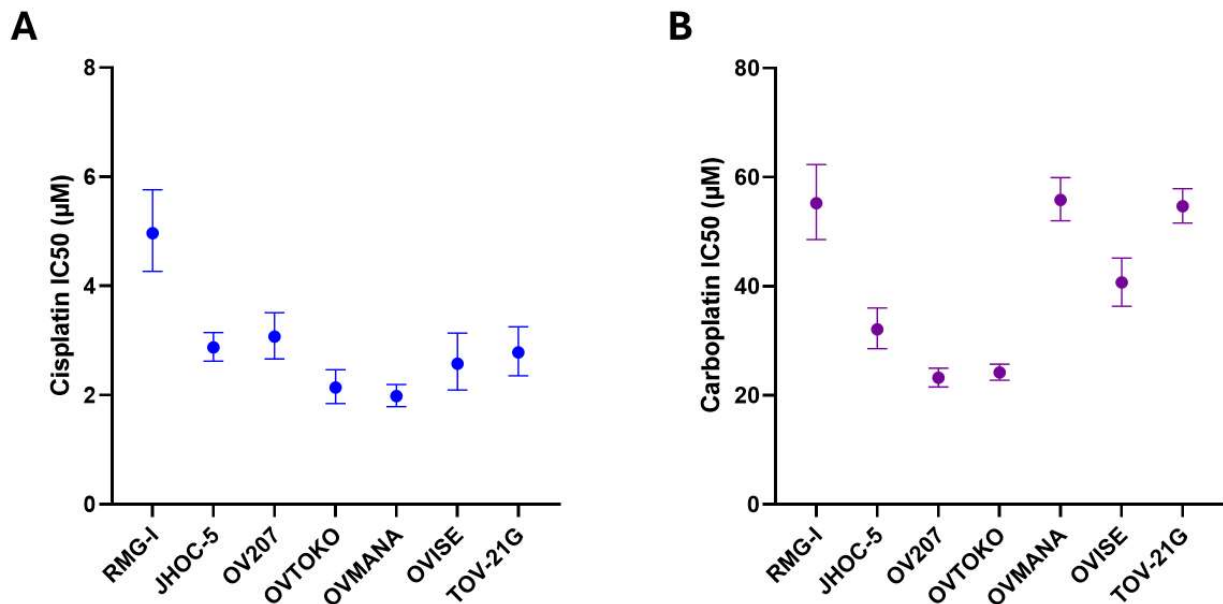 A
Cisplatin IC50 (µM)
8
6
4
2
0
RMG-I
JHOC-5
OV207
OVTOKO
OVMANA
OVISE
TOV-21G
B
Carboplatin IC50 (µM)
80
60
40
20
0
RMG-I
JHOC-5
OV207
OVTOKO
OVMANA
OVISE
TOV-21G